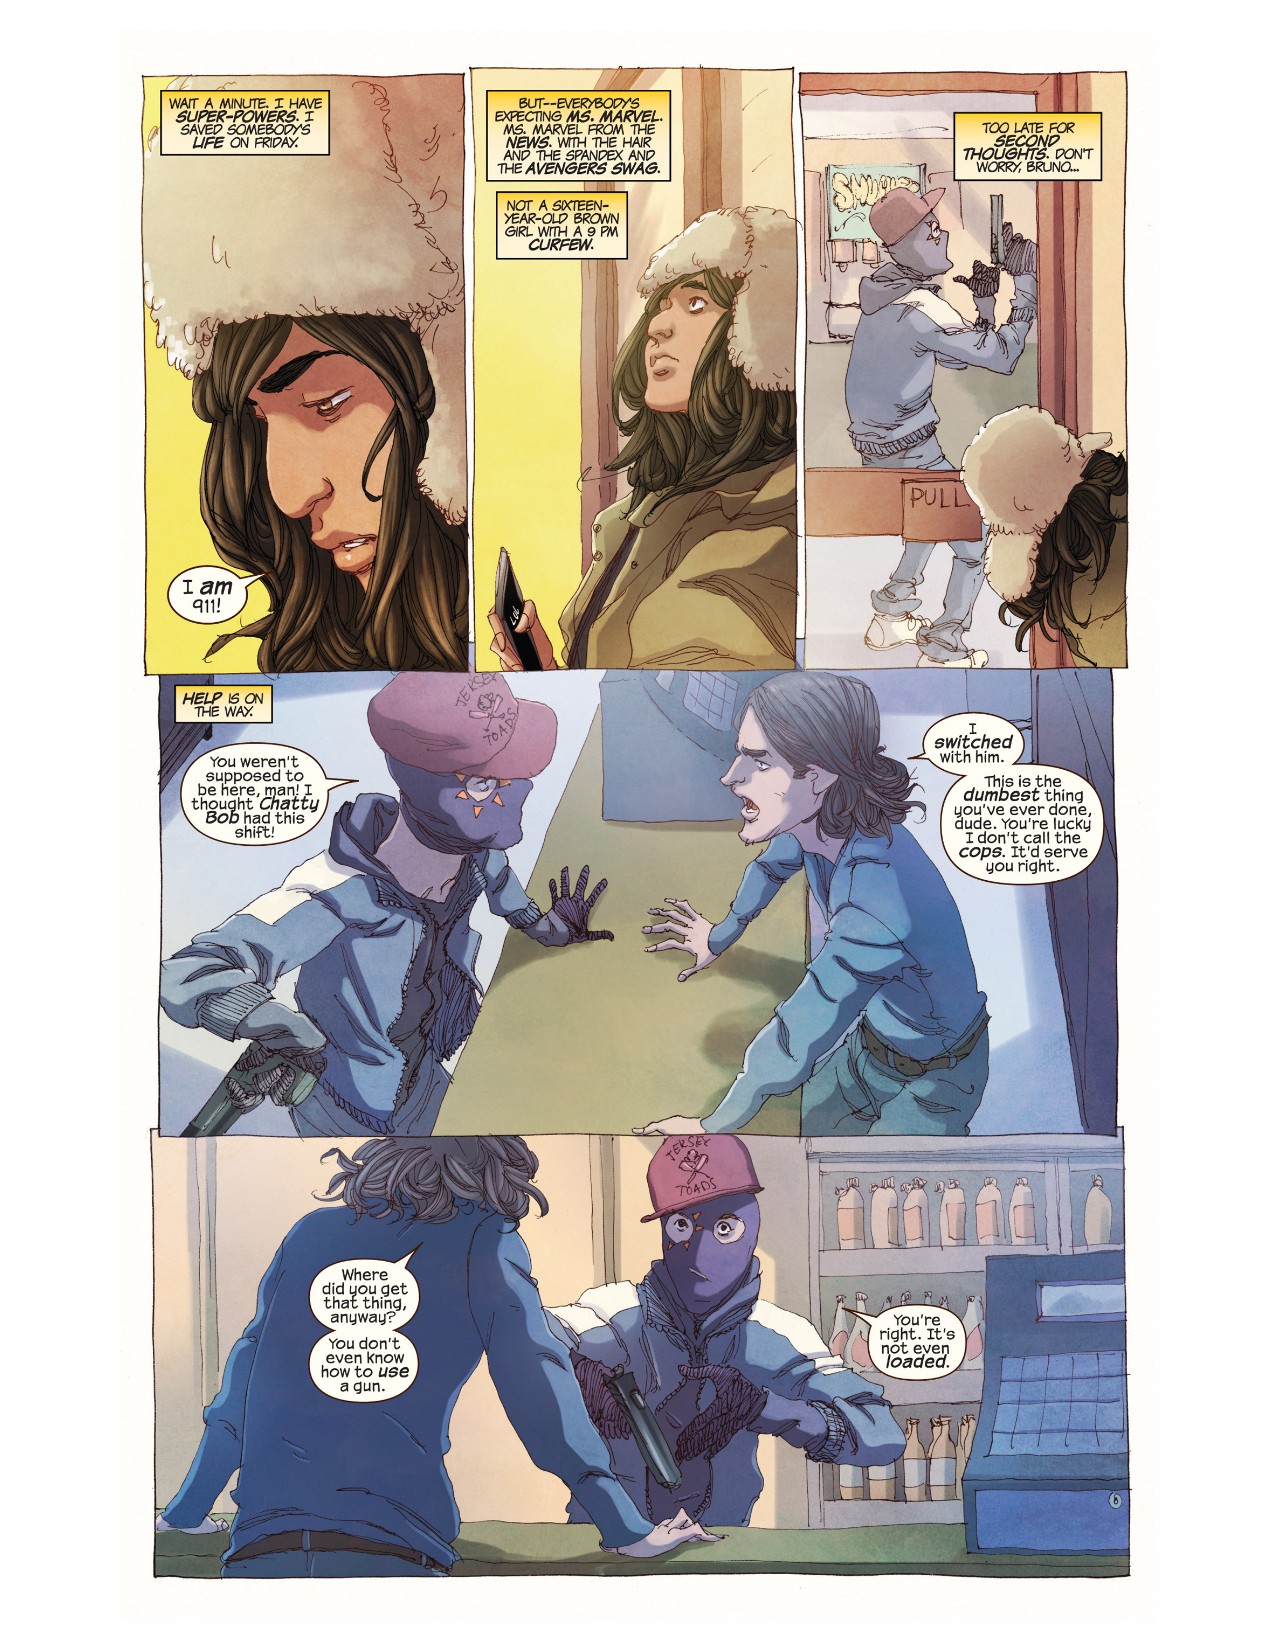 WAIT A MINUTE. I HAVE
SUPER-POWERS. I
SAVED SOMEBODY'S
LIFE ON FRIDAY.
I am
911!
BUT--EVERYBODY'S
EXPECTING MS. MARVEL.
MS. MARVEL FROM THE
NEWS. WITH THE HAIR
AND THE SPANDEX AND
THE AVENGERS SWAG.
NOT A SIXTEEN-
YEAR-OLD BROWN
GIRL WITH A 9 PM
CURFEW.
TOO LATE FOR
SECOND
THOUGHTS. DON'T
WORRY, BRUNO...
PULL
HELP IS ON
THE WAY.
You weren't
supposed to
be here, man! I
thought Chatty
Bob had this
shift!
JERSEY
TOADS
I
switched
with him.
This is the
dumbest thing
you've ever done,
dude. You're lucky
I don't call the
cops. It'd serve
you right.
Where
did you get
that thing,
anyway?
You don't
even know
how to use
a gun.
JERSEY
TOADS
You're
right. It's
not even
loaded.